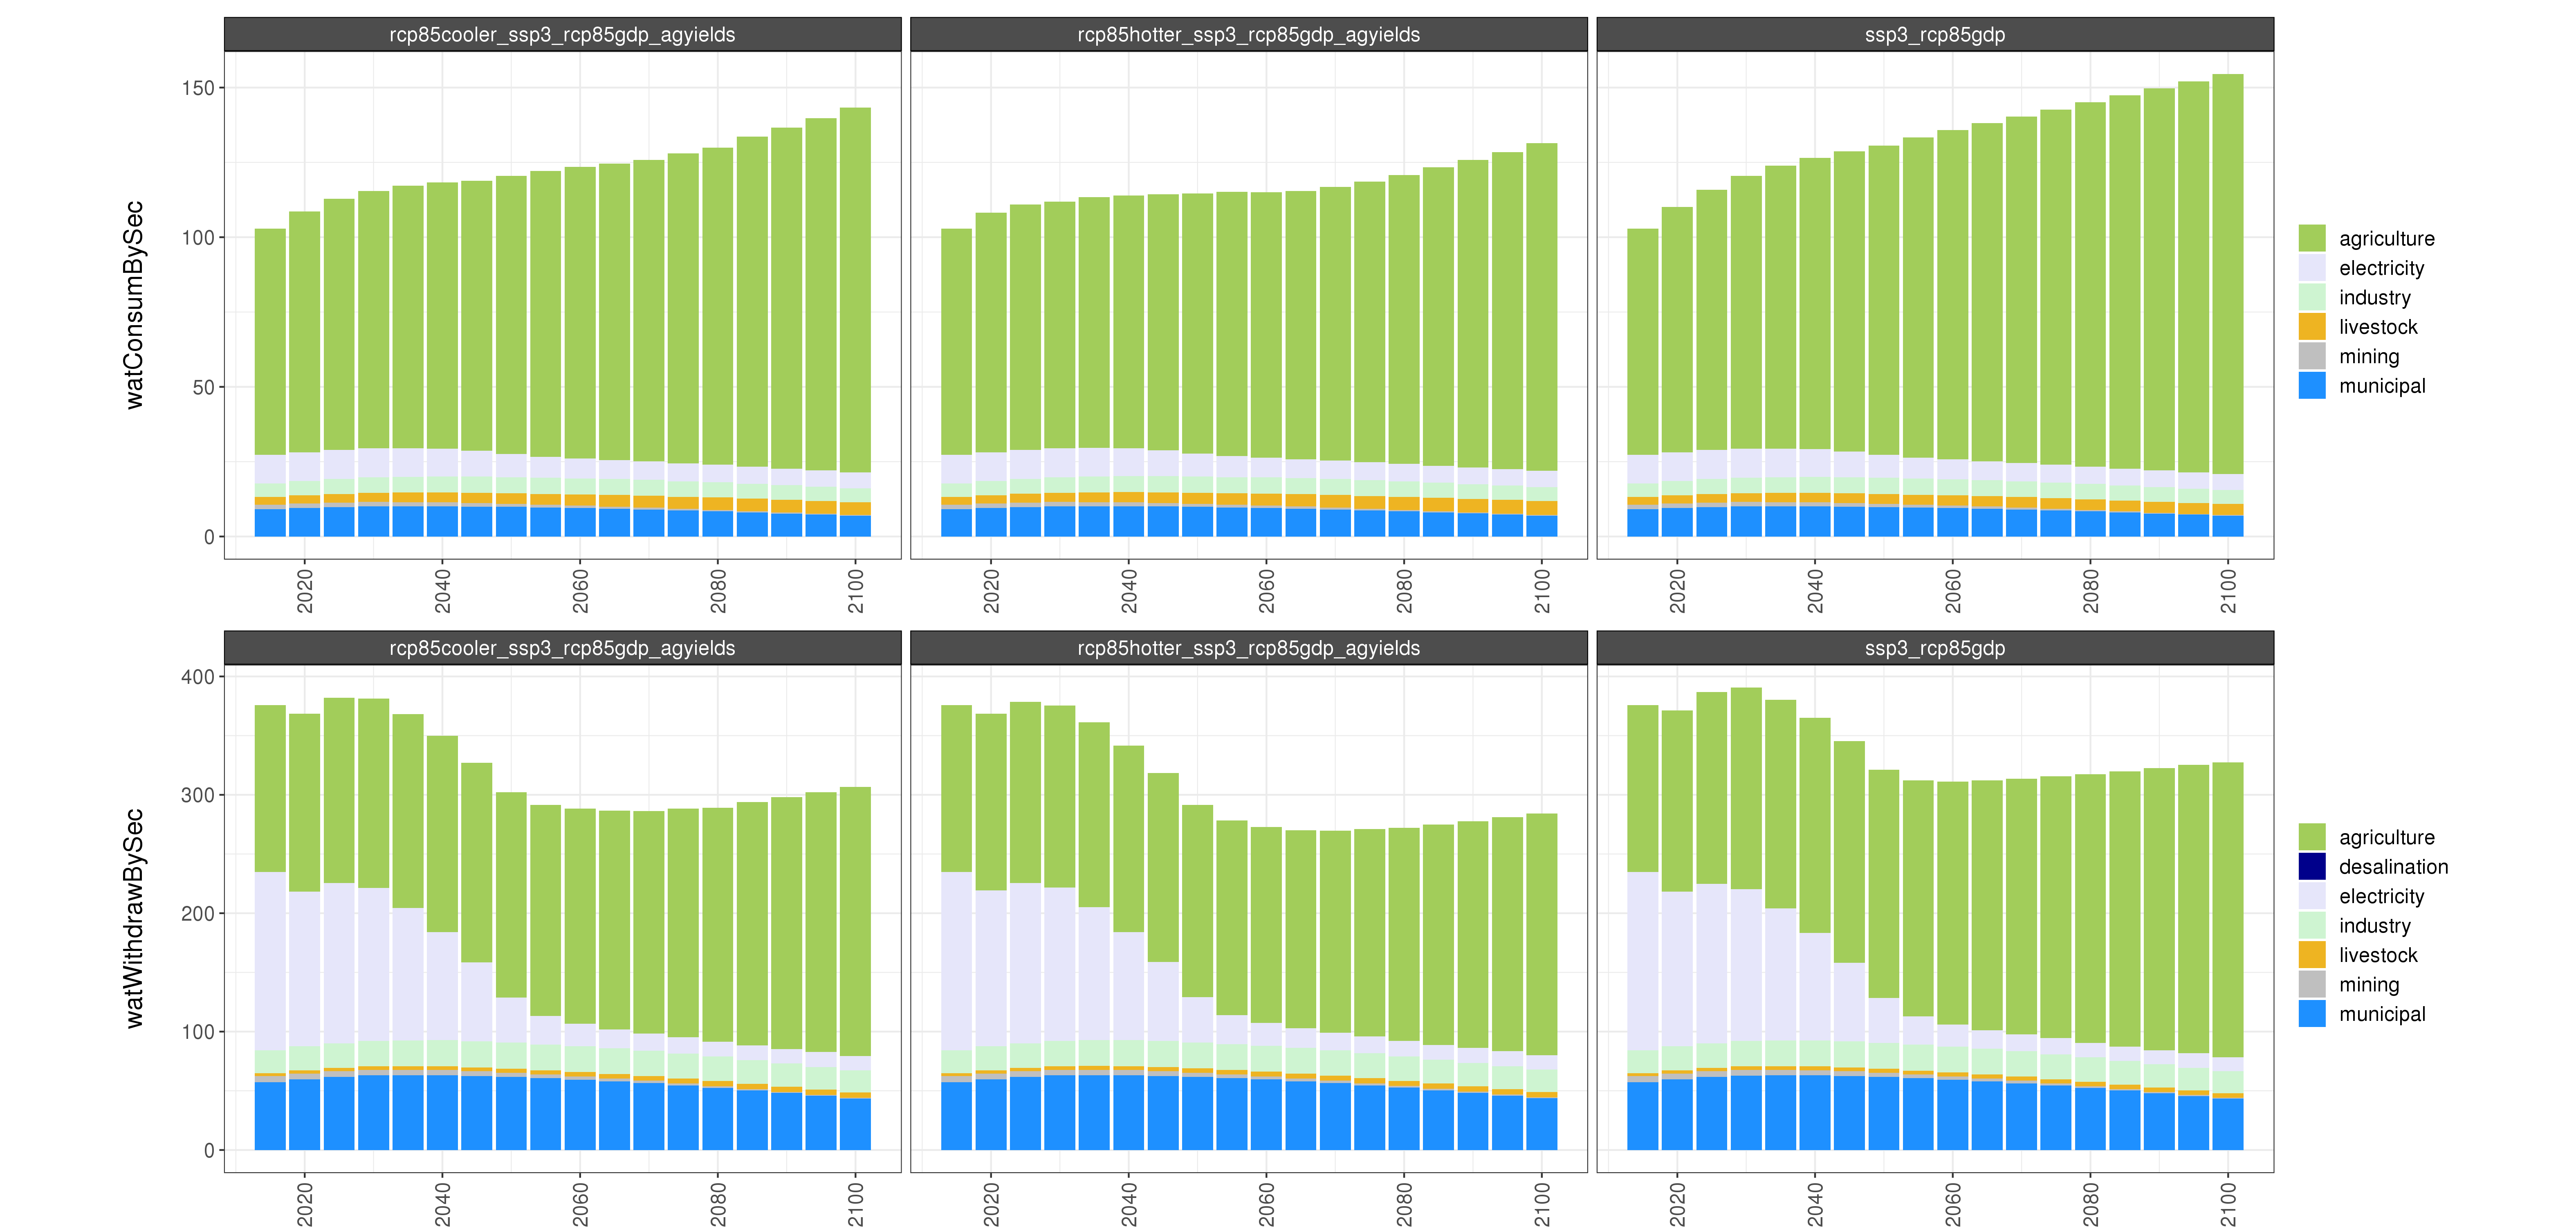 rcp85cooler_ssp3_rcp85gdp_agyields
rcp85hotter_ssp3_rcp85gdp_agyields
ssp3_rcp85gdp
watConsumBySec
150
100
50
0
2020
2040
2060
2080
2100
2020
2040
2060
2080
2100
2020
2040
2060
2080
2100
agriculture
electricity
industry
livestock
mining
municipal
rcp85cooler_ssp3_rcp85gdp_agyields
rcp85hotter_ssp3_rcp85gdp_agyields
ssp3_rcp85gdp
watWithdrawBySec
400
300
200
100
0
2020
2040
2060
2080
2100
2020
2040
2060
2080
2100
2020
2040
2060
2080
2100
agriculture
desalination
electricity
industry
livestock
mining
municipal